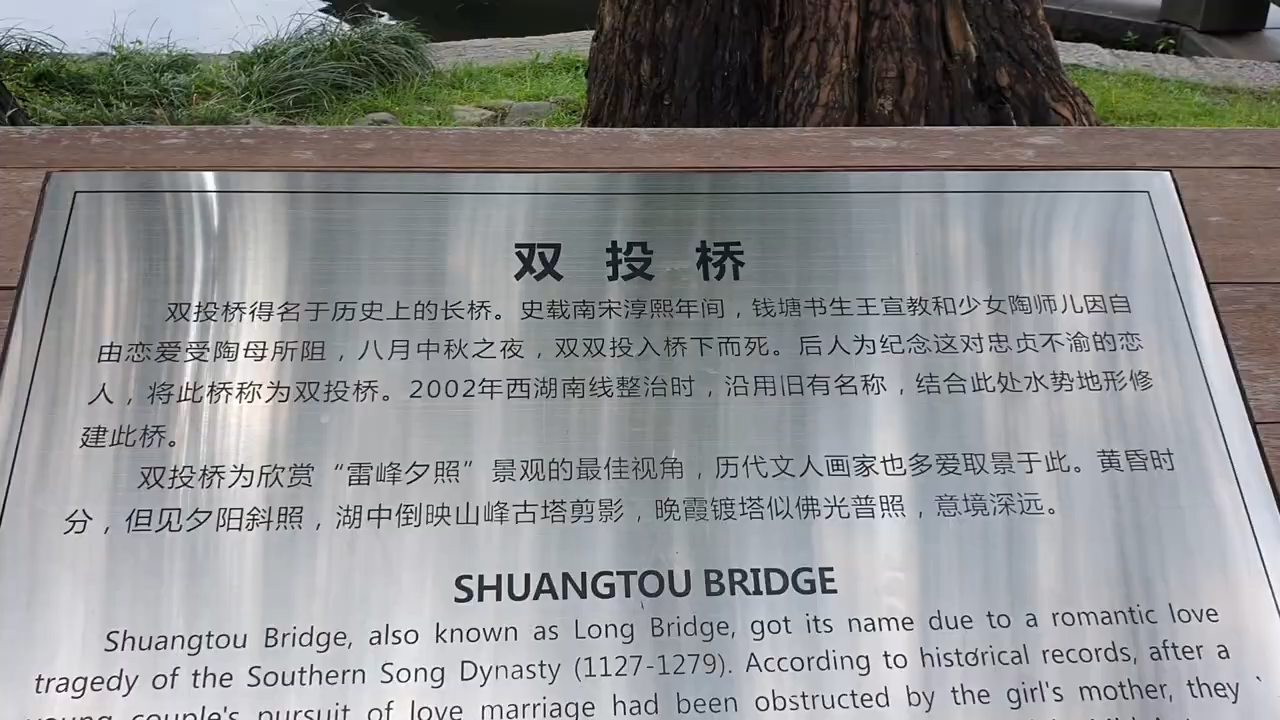 双投桥
双投桥得名于历史上的长桥。史载南宋淳熙年间，钱塘书生王宣教和少女陶师儿因自
由恋爱受陶母所阻，八月中秋之夜，双双投入桥下而死。后人为纪念这对忠贞不渝的恋
人，将此桥称为双投桥。2002年西湖南线整治时，沿用旧有名称，结合此处水势地形修
建此桥。
双投桥为欣赏“雷峰夕照”景观的最佳视角，历代文人画家也多爱取景于此。黄昏时
分，但见夕阳斜照，湖中倒映山峰古塔剪影，晚霞镀塔似佛光普照，意境深远。
SHUANGTOU BRIDGE
Shuangtou Bridge, also known as Long Bridge, got its name due to a romantic love
tragedy of the Southern Song Dynasty (1127-1279). According to historical records, after a
young couple's pursuit of love marriage had been obstructed by the girl's mother, they